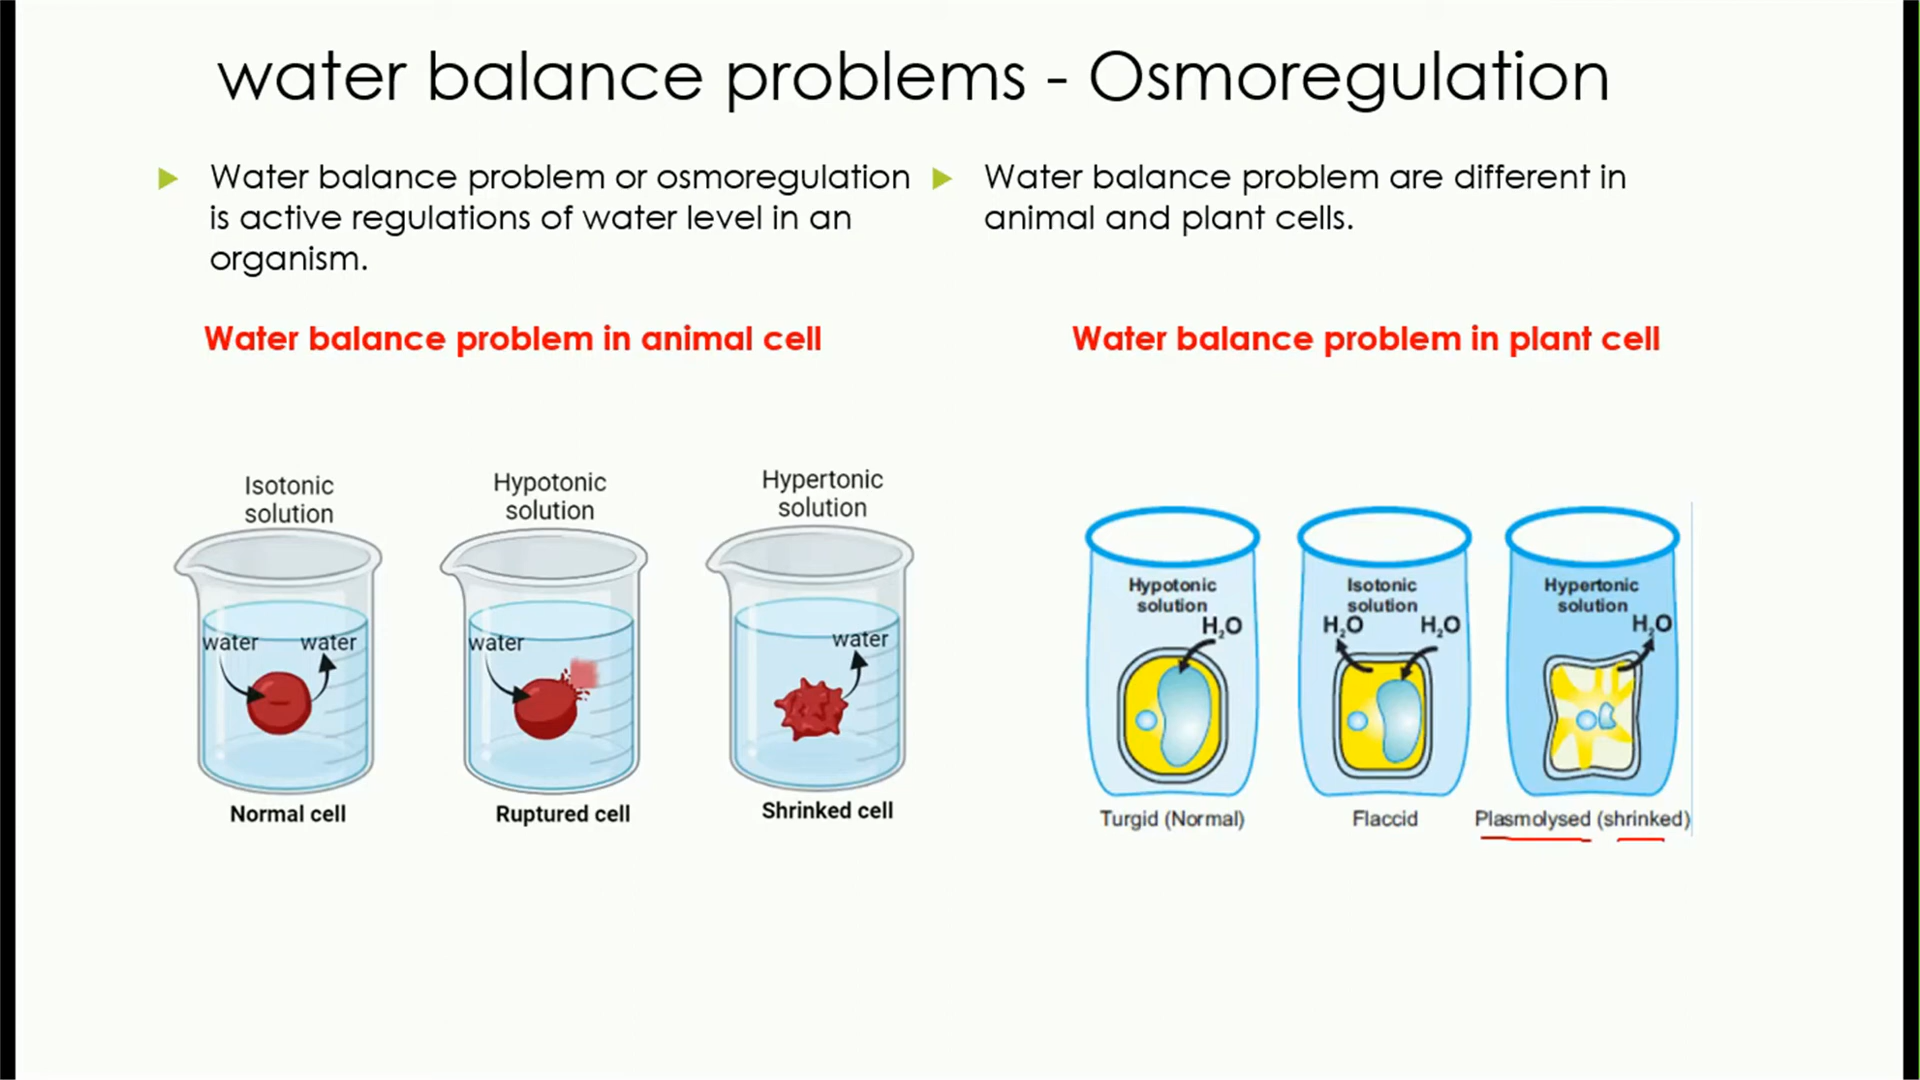 water balance problems - Osmoregulation
Water balance problem or osmoregulation
is active regulations of water level in an
organism.
Water balance problem are different in
animal and plant cells.
Water balance problem in animal cell
Water balance problem in plant cell
Isotonic
solution
Hypotonic
solution
Hypertonic
solution
water
water
water
water
Normal cell
Ruptured cell
Shrinked cell
Hypotonic
solution
H₂O
Isotonic
solution
H₂O
H₂O
Hypertonic
solution
H₂O
Turgid (Normal)
Flaccid
Plasmolysed (shrinked)